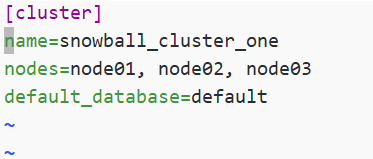 [cluster]
name=snowball_cluster_one
nodes=node01, node02, node03
default_database=default
~
~